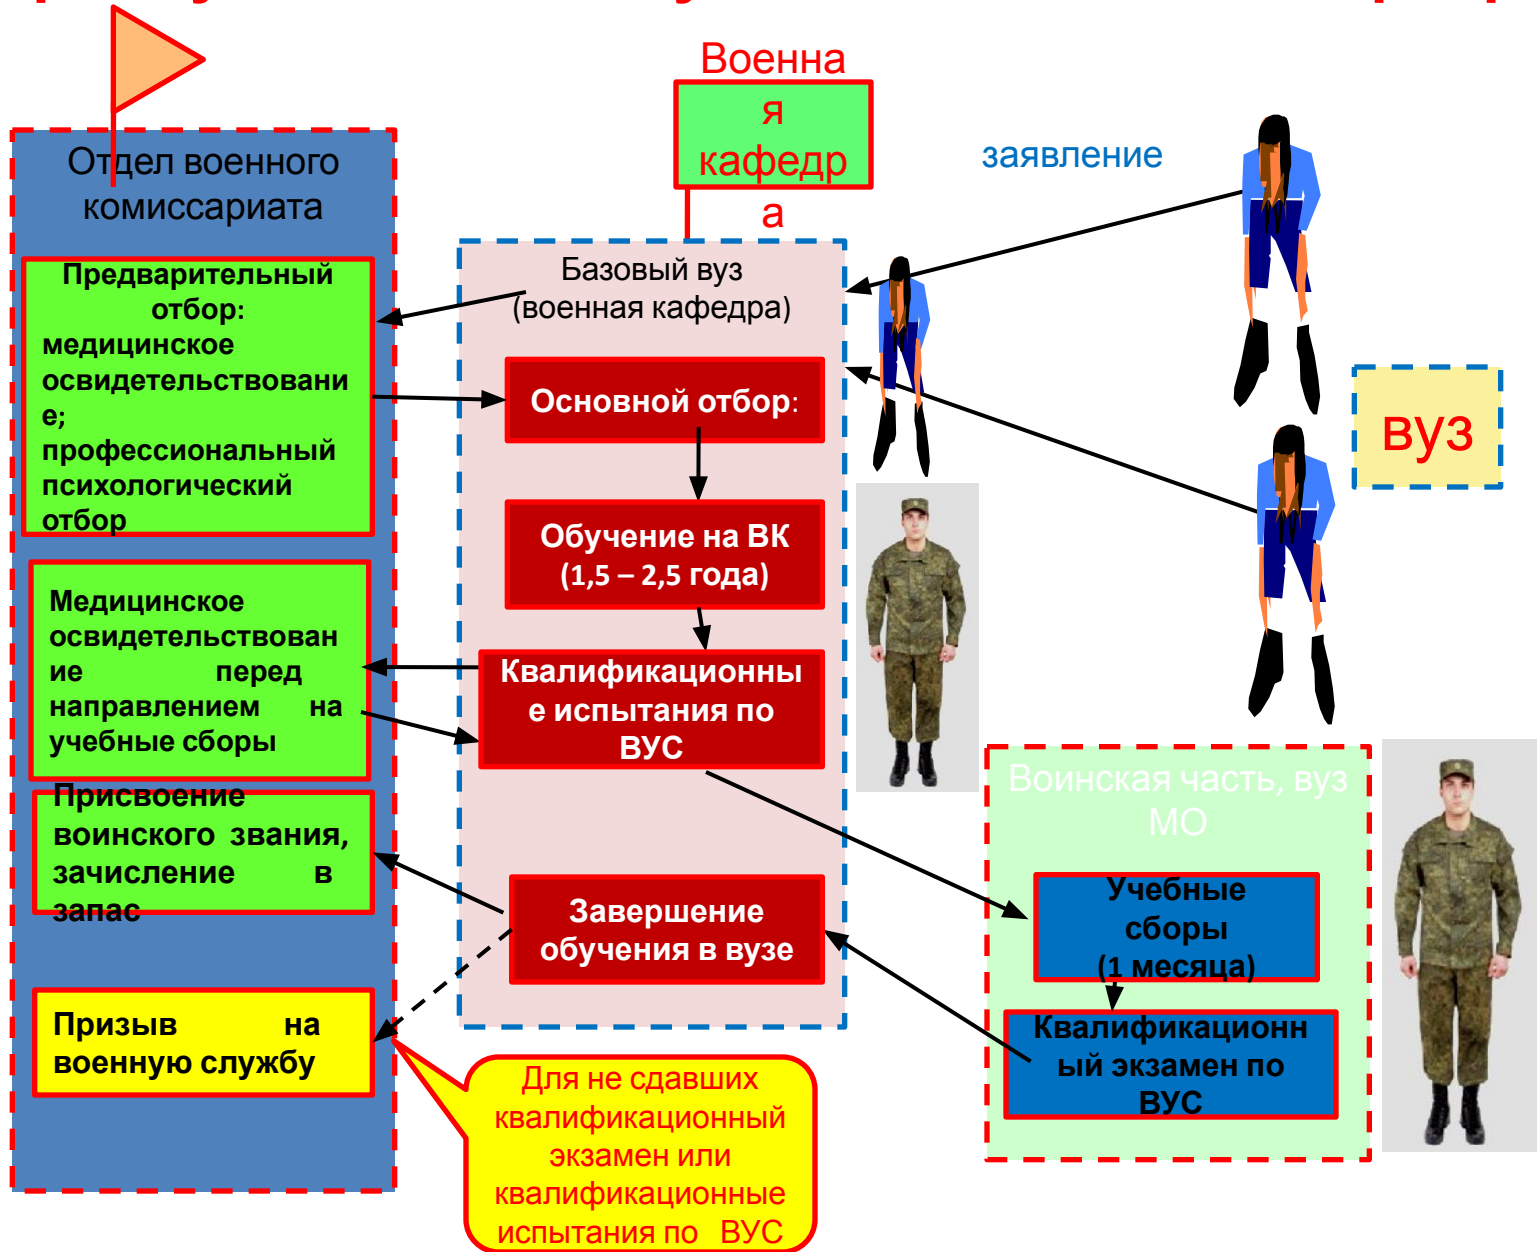 Военна
я
кафедр
а
заявление
Отдел военного
комиссариата
Предварительный
отбор:
медицинское
освидетельствовани
е;
профессиональный
психологический
отбор
Медицинское
освидетельствован
ие перед
направлением на
учебные сборы
Присвоение
воинского звания,
зачисление в
запас
Призыв на
военную службу
Базовый вуз
(военная кафедра)
Основной отбор:
Обучение на ВК
(1,5 – 2,5 года)
Квалификационны
е испытания по
ВУС
Завершение
обучения в вузе
Для не сдавших
квалификационный
экзамен или
квалификационные
испытания по ВУС
вуз
Воинская часть, вуз
МО
Учебные
сборы
(1 месяца)
Квалификационн
ый экзамен по
ВУС